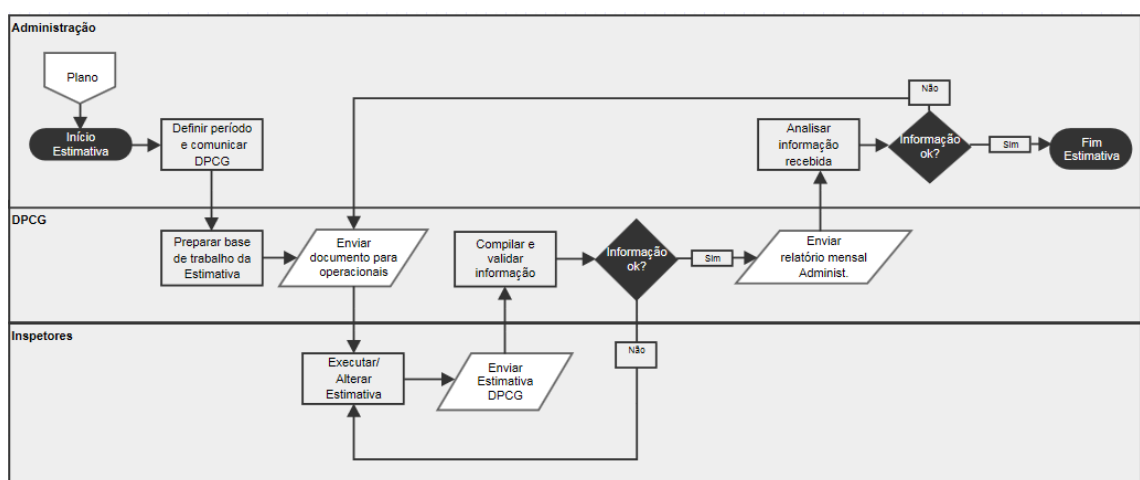 Administração
Plano
Início
Estimativa
Definir período
e comunicar
DPCG
Analisar
informação
recebida
Não
Informação
ok?
Sim
Fim
Estimativa
DPCG
Preparar base
de trabalho da
Estimativa
Enviar
documento para
operacionais
Compilar e
validar
informação
Informação
ok?
Sim
Enviar
relatório mensal
Administ.
Inspetores
Executar/
Alterar
Estimativa
Enviar
Estimativa
DPCG
Não